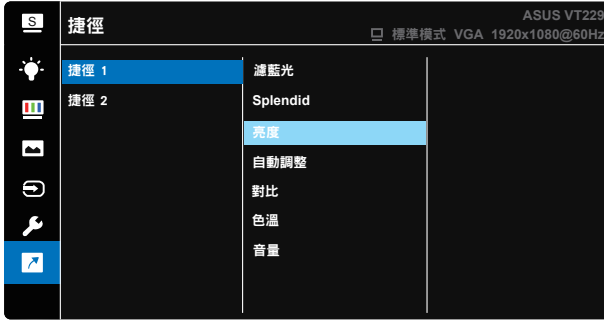 S
捷徑
ASUS VT229
標準模式 VGA 1920x1080@60Hz
捷徑 1
捷徑 2
濾藍光
Splendid
亮度
自動調整
對比
色溫
音量